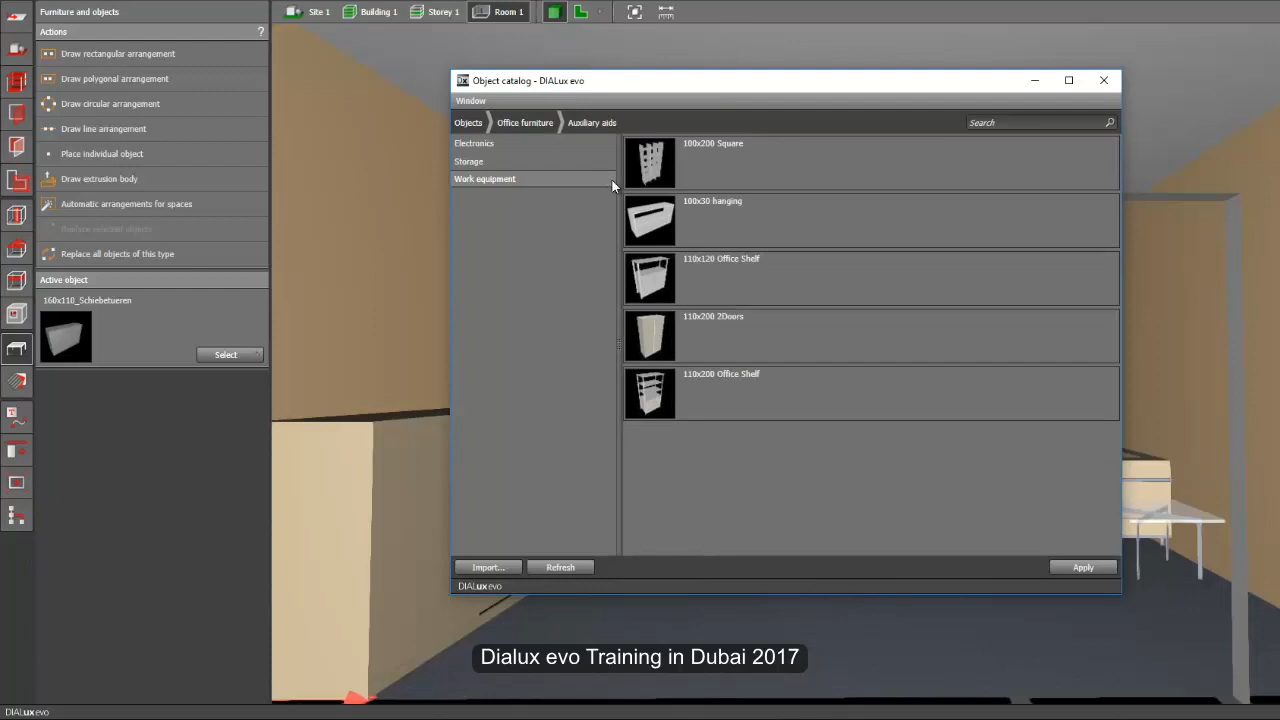 Furniture and objects
Site 1
Building 1
Storey 1
Room 1
Actions
?
Draw rectangular arrangement
Draw polygonal arrangement
Draw circular arrangement
Draw line arrangement
Place individual object
Draw extrusion body
Automatic arrangements for spaces
Replace selected objects
Replace all objects of this type
Active object
160x110_Schiebetueren
Select
Dx Object catalog - DIALux evo
Window
Objects
Office furniture
Auxiliary aids
Search
Electronics
Storage
Work equipment
100x200 Square
100x30 hanging
110x120 Office Shelf
110x200 2Doors
110x200 Office Shelf
Import...
Refresh
Apply
DIALux evo
Dialux evo Training in Dubai 2017
DIALux evo